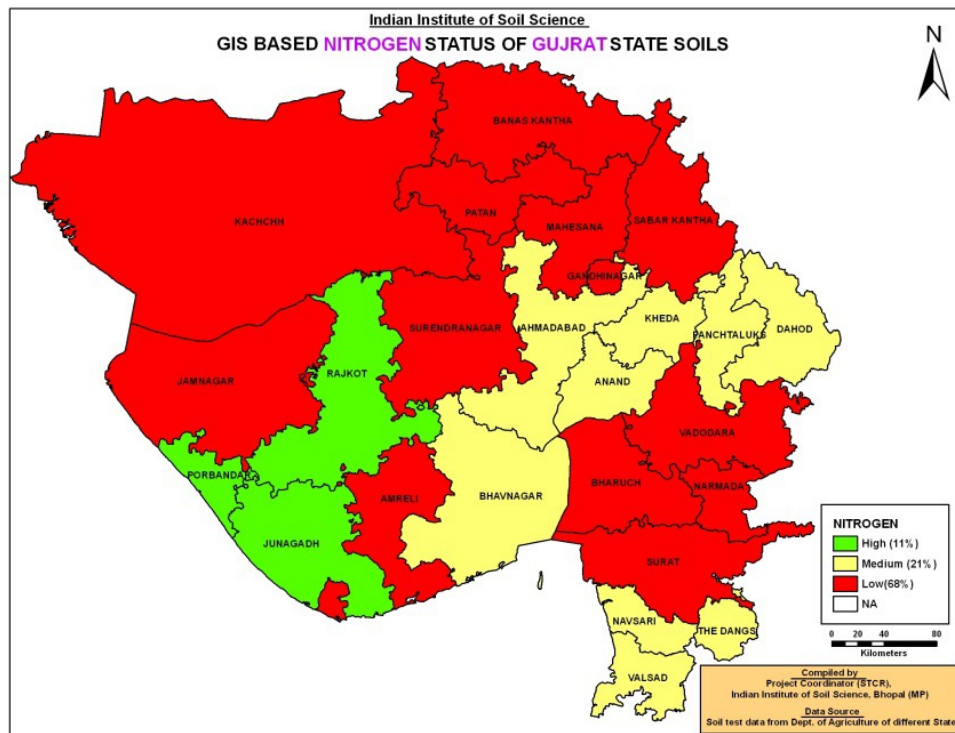 Indian Institute of Soil Science
GIS BASED NITROGEN STATUS OF GUJRAT STATE SOILS
N
BANAS KANTHA
PATAN
KACHCHH
MAHESANA
SABAR KANTHA
GANDHINAGAR
SURENDRANAGAR
AHMADABAD
KHEDA
PANCHTALUKS
DAHOD
JAMNAGAR
RAJKOT
ANAND
VADODARA
PORBANDAR
AMRELI
BHAVNAGAR
BHARUCH
NARMADA
JUNAGADH
SURAT
NAVSARI
THE DANGS
VALSAD
NITROGEN
High (11%)
Medium (21%)
Low(68%)
NA
0 20 40 80
Kilometers
Compiled by
Project Coordinator (STCR),
Indian Institute of Soil Science, Bhopal (MP)
Data Source
Soil test data from Dept. of Agriculture of different State